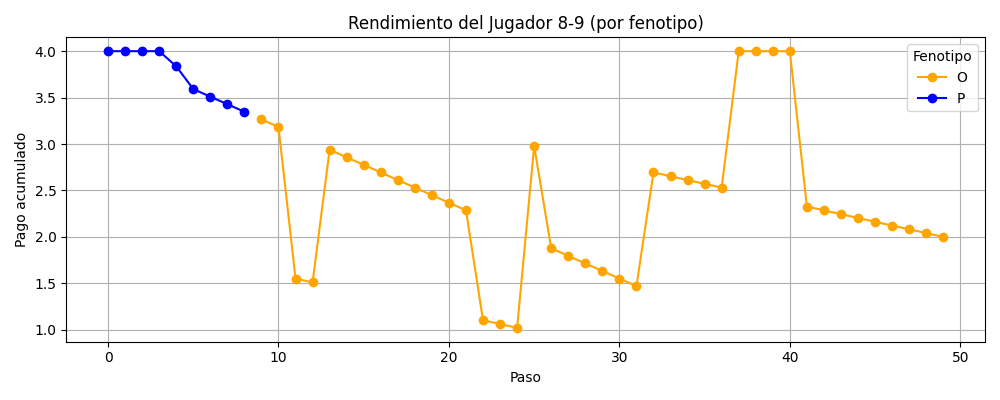 Rendimiento del Jugador 8-9 (por fenotipo)
Pago acumulado
4.0
3.5
3.0
2.5
2.0
1.5
1.0
Fenotipo
O
P
0 10 20 30 40 50
Paso